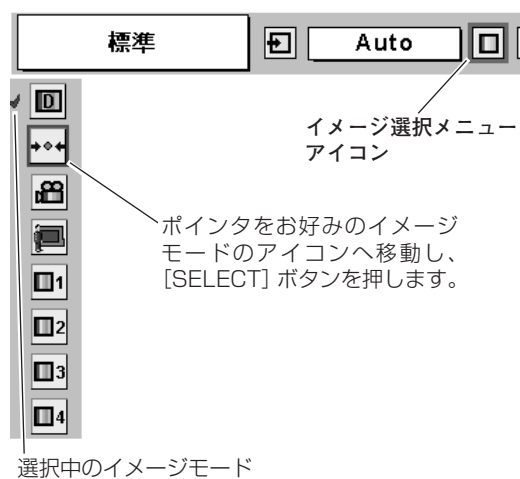 標準
Auto
イメージ選択メニュー
アイコン
D
ポインタをお好みのイメージ
モードのアイコンへ移動し、
［SELECT］ボタンを押します。
1
2
3
4
選択中のイメージモード